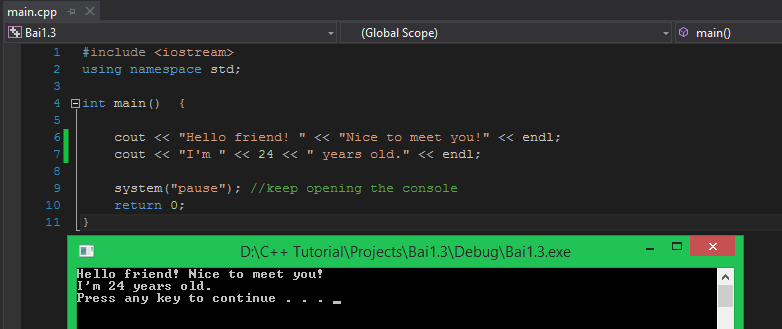 main.cpp
Bai1.3 (Global Scope) main()
1 #include <iostream>
2 using namespace std;
3
4 int main()  {
5
6     cout << "Hello friend! " << "Nice to meet you!" << endl;
7     cout << "I'm " << 24 << " years old." << endl;
8
9     system("pause"); //keep opening the console
10     return 0;
11 }
D:\C++ Tutorial\Projects\Bai1.3\Debug\Bai1.3.exe
Hello friend! Nice to meet you!
I'm 24 years old.
Press any key to continue . . . _